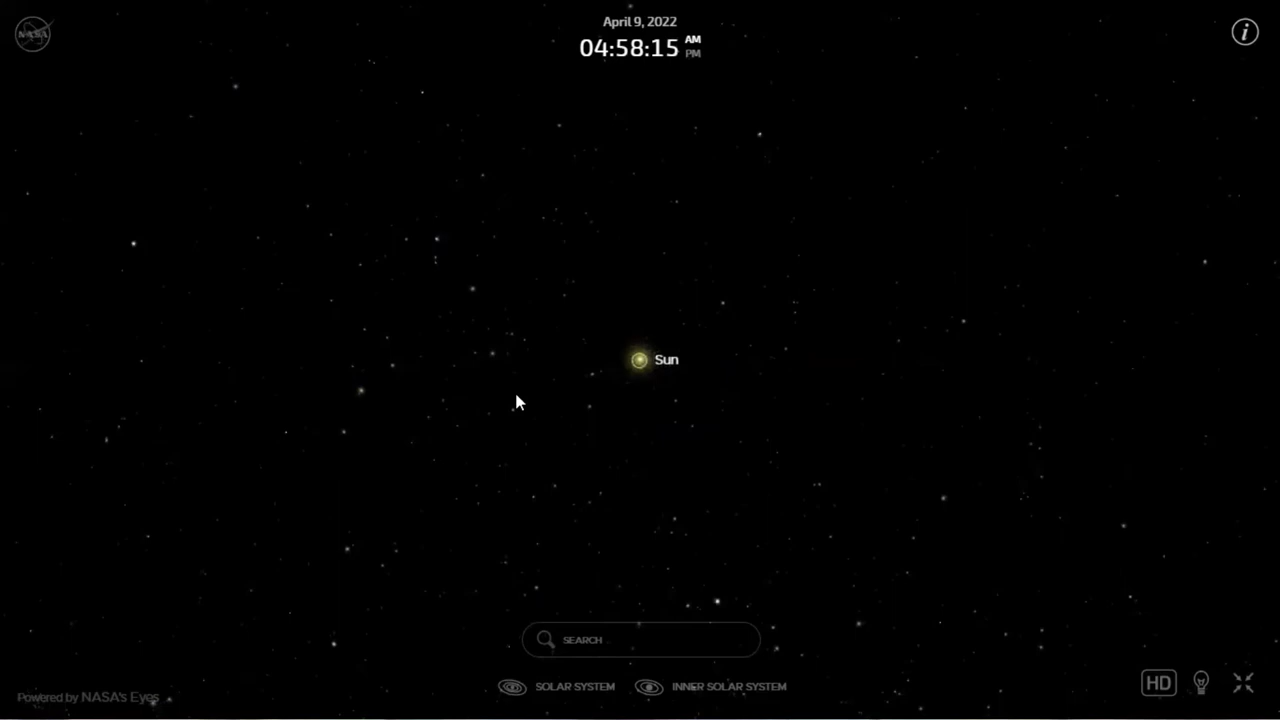 NASA
April 9, 2022
04:58:15 AM
PM
i
Sun
SEARCH
SOLAR SYSTEM
INNER SOLAR SYSTEM
HD
Powered by NASA's Eyes